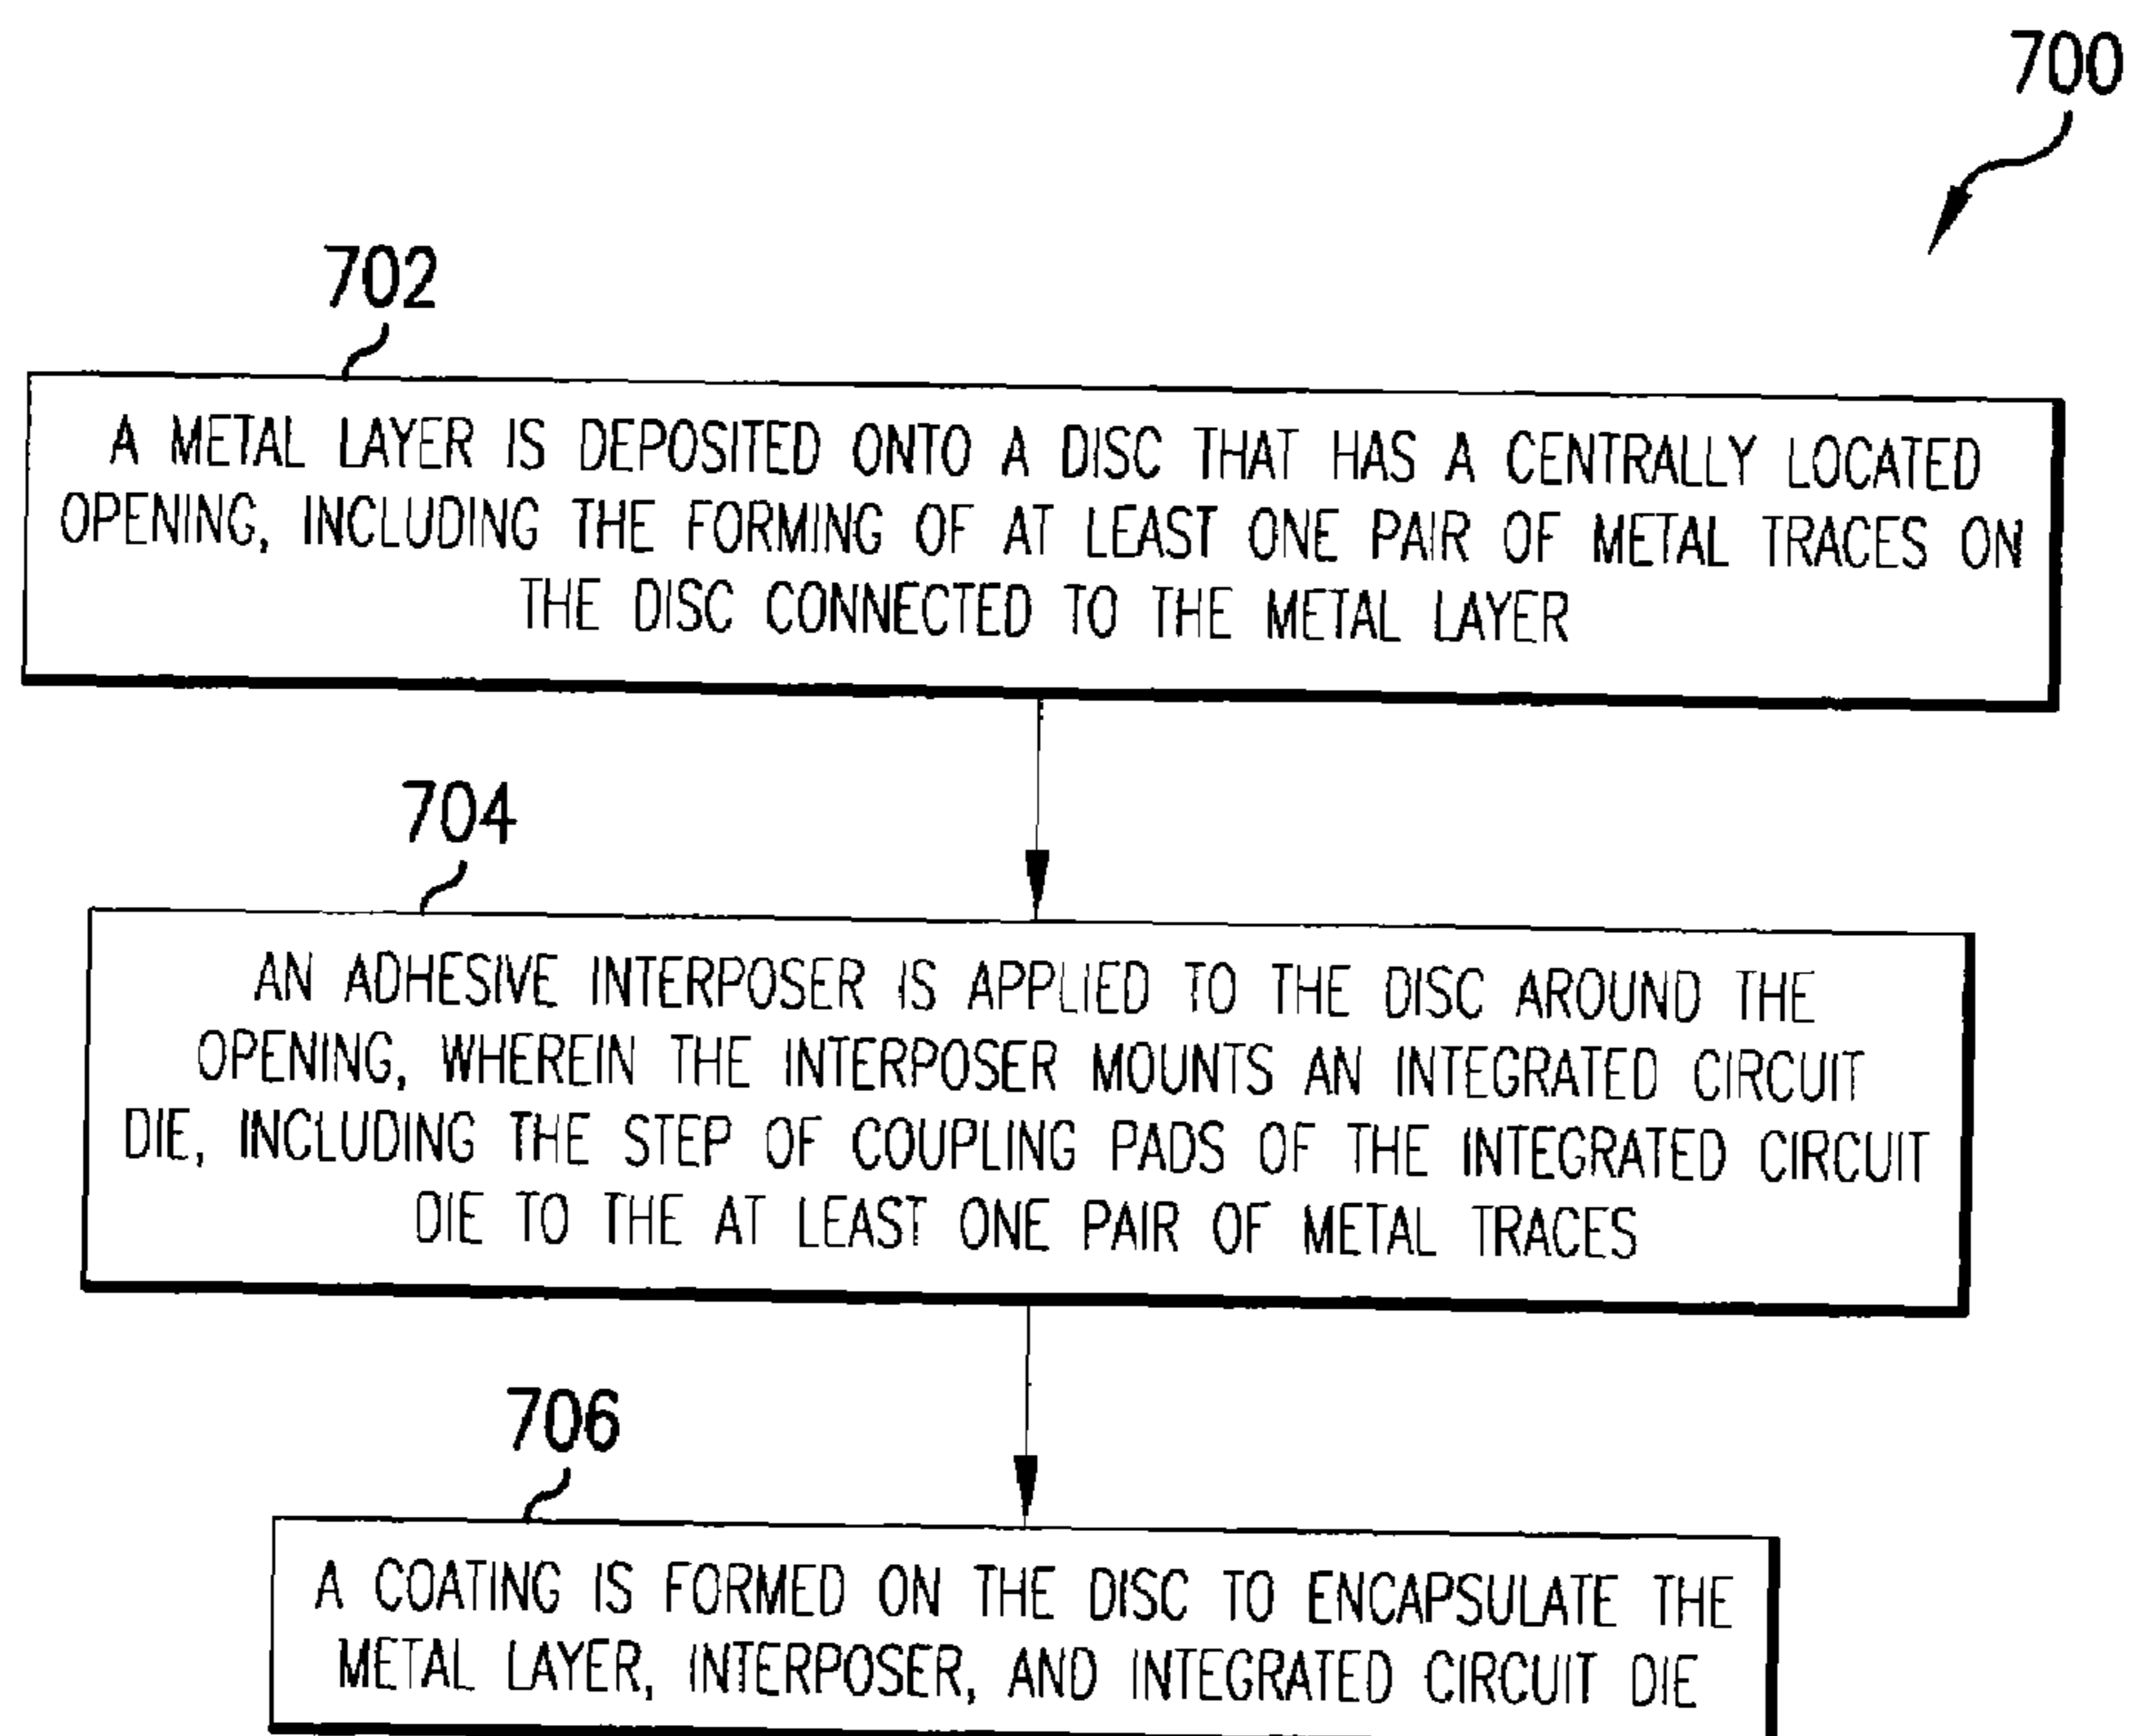 700
702
A METAL LAYER IS DEPOSITED ONTO A DISC THAT HAS A CENTRALLY LOCATED
OPENING, INCLUDING THE FORMING OF AT LEAST ONE PAIR OF METAL TRACES ON
THE DISC CONNECTED TO THE METAL LAYER
704
AN ADHESIVE INTERPOSER IS APPLIED TO THE DISC AROUND THE
OPENING, WHEREIN THE INTERPOSER MOUNTS AN INTEGRATED CIRCUIT
DIE, INCLUDING THE STEP OF COUPLING PADS OF THE INTEGRATED CIRCUIT
DIE TO THE AT LEAST ONE PAIR OF METAL TRACES
706
A COATING IS FORMED ON THE DISC TO ENCAPSULATE THE
METAL LAYER, INTERPOSER, AND INTEGRATED CIRCUIT DIE